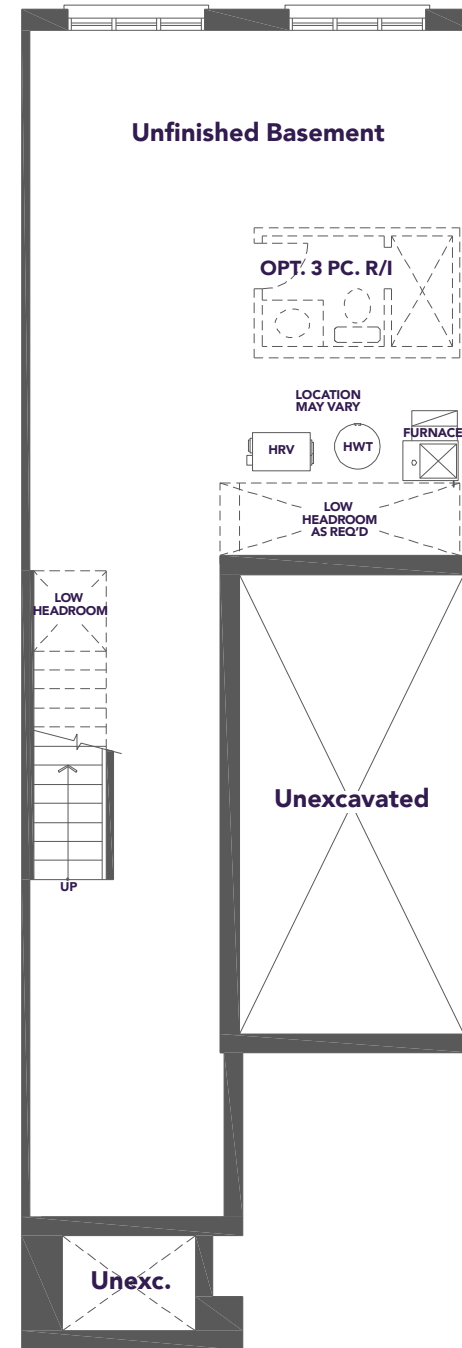 Unfinished Basement
OPT. 3 PC. R/I
LOCATION
MAY VARY
FURNACE
HRV
HWT
LOW
HEADROOM
AS REQ'D
LOW
HEADROOM
Unexcavated
UP
Unexc.